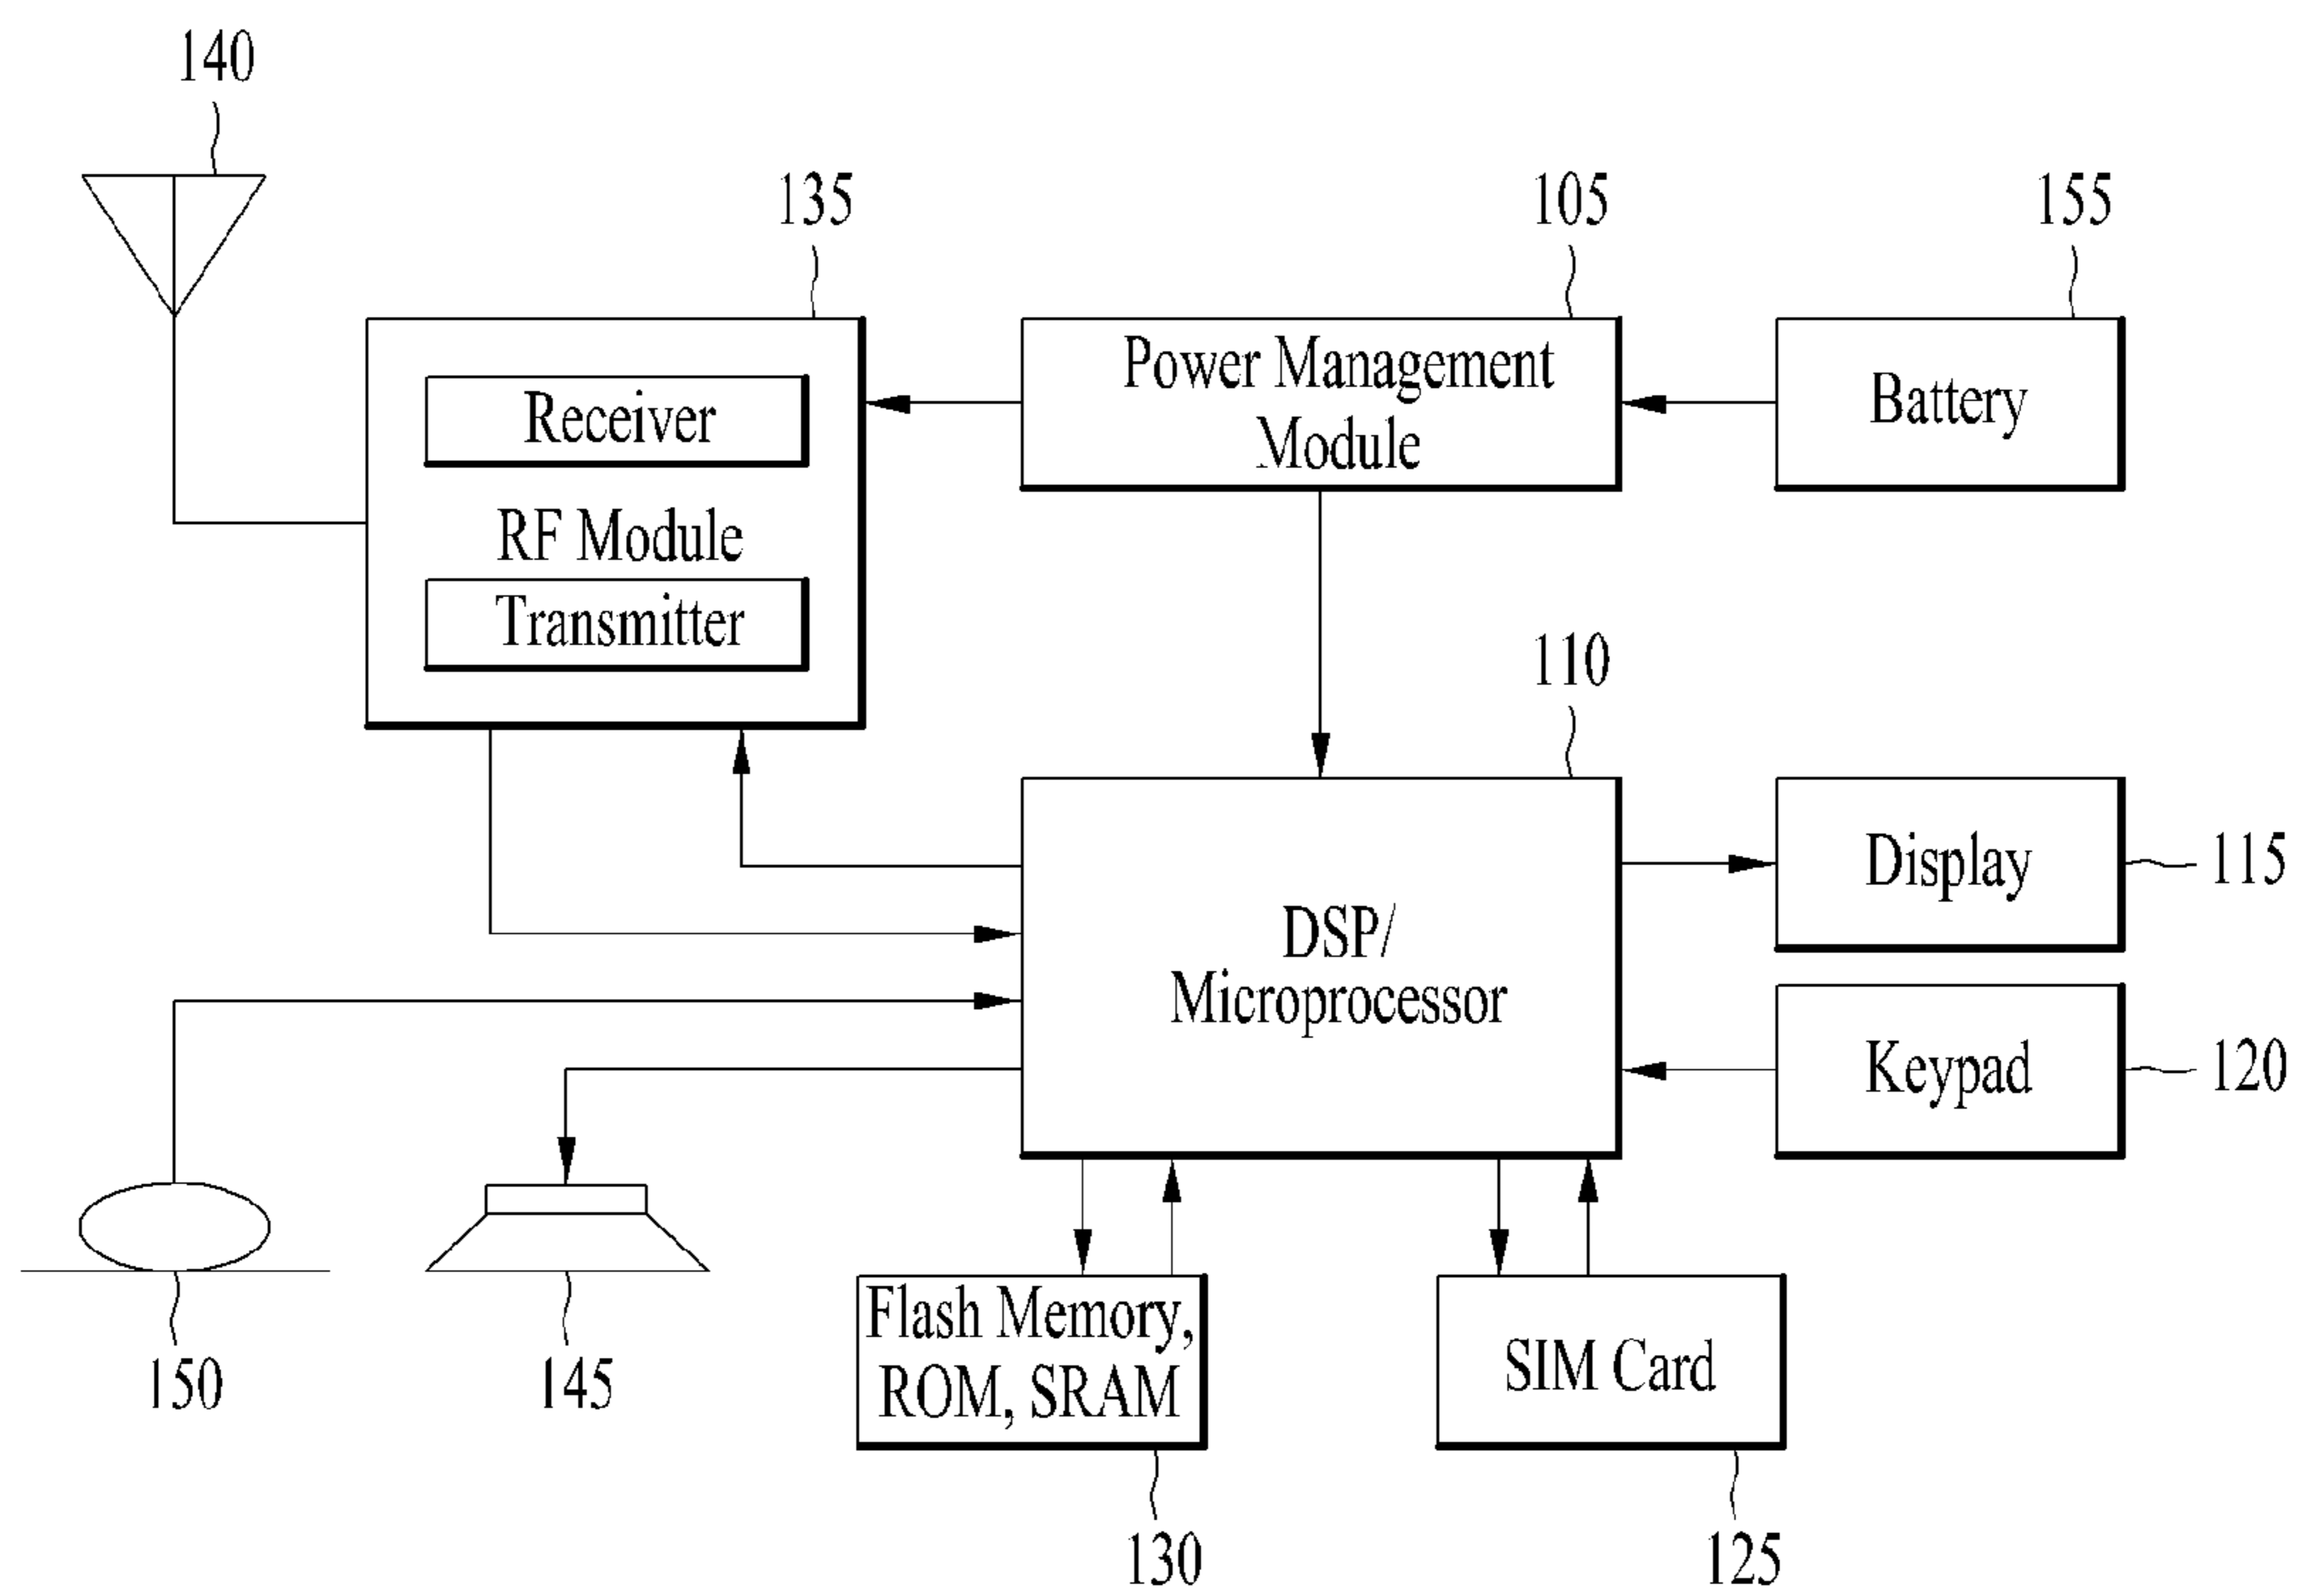 140
135
105
155
Receiver
RF Module
Transmitter
Power Management
Module
Battery
110
DSP/
Microprocessor
Display
115
Keypad
120
150
145
Flash Memory,
ROM, SRAM
SIM Card
130
125